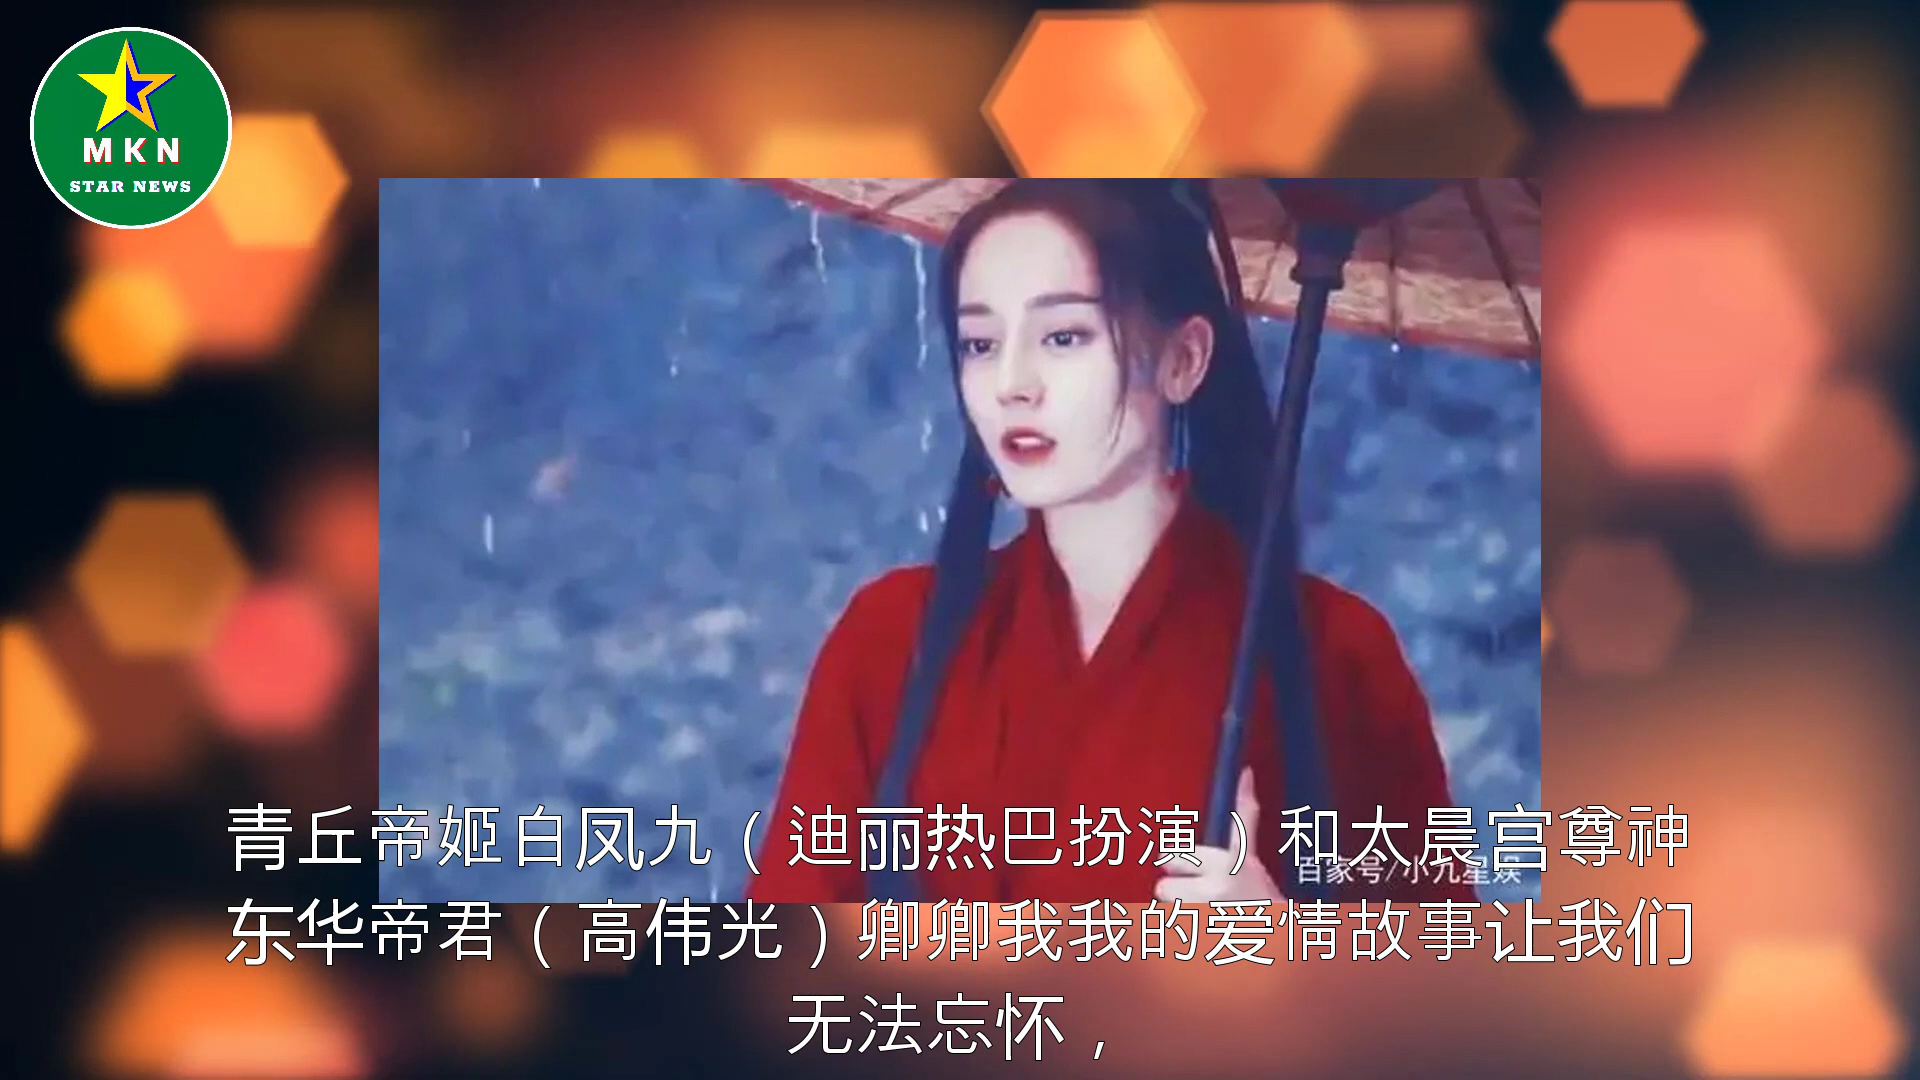 MKN
STAR NEWS
百家号/小九星娱
青丘帝姬白凤九（迪丽热巴扮演）和太晨宫尊神
东华帝君（高伟光）卿卿我我的爱情故事让我们
无法忘怀，